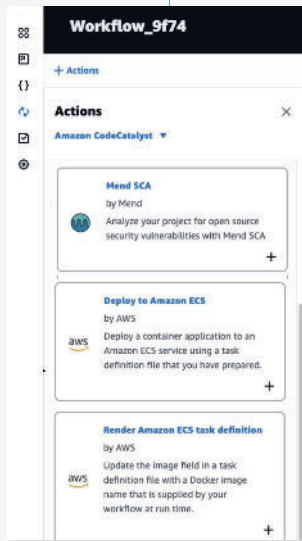 Workflow_9f74
+ Actions
Actions
Amazon CodeCatalyst
Mend SCA
by Mend
Analyze your project for open source
security vulnerabilities with Mend SCA
+
Deploy to Amazon ECS
by AWS
aws
Deploy a container application to an
Amazon ECS service using a task
definition file that you have prepared.
+
Render Amazon ECS task definition
by AWS
aws
Update the image field in a task
definition file with a Docker image
name that is supplied by your
workflow at run time.
+